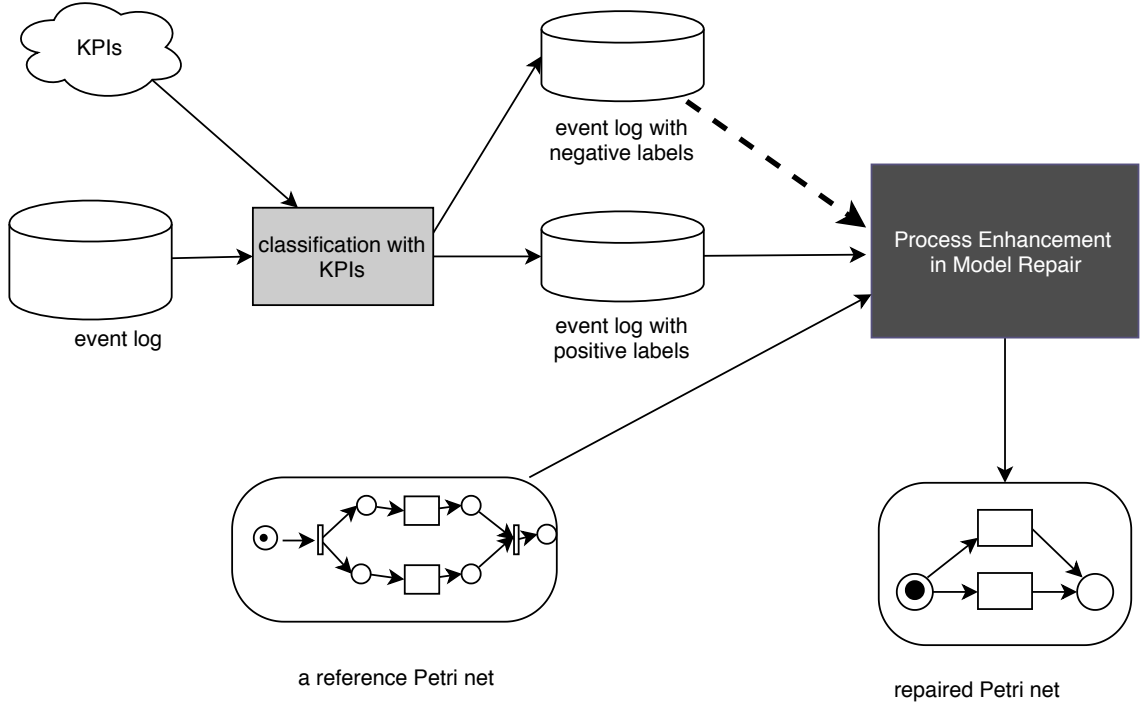 KPIs
event log with
negative labels
classification with
KPIs
Process Enhancement
in Model Repair
event log
event log with
positive labels
a reference Petri net
repaired Petri net